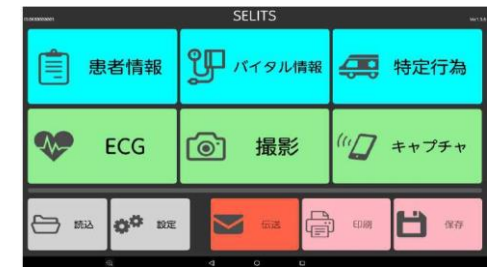 SELITS
患者情報
バイタル情報
特定行為
ECG
撮影
キャプチャ
読込
設定
伝送
印刷
保存